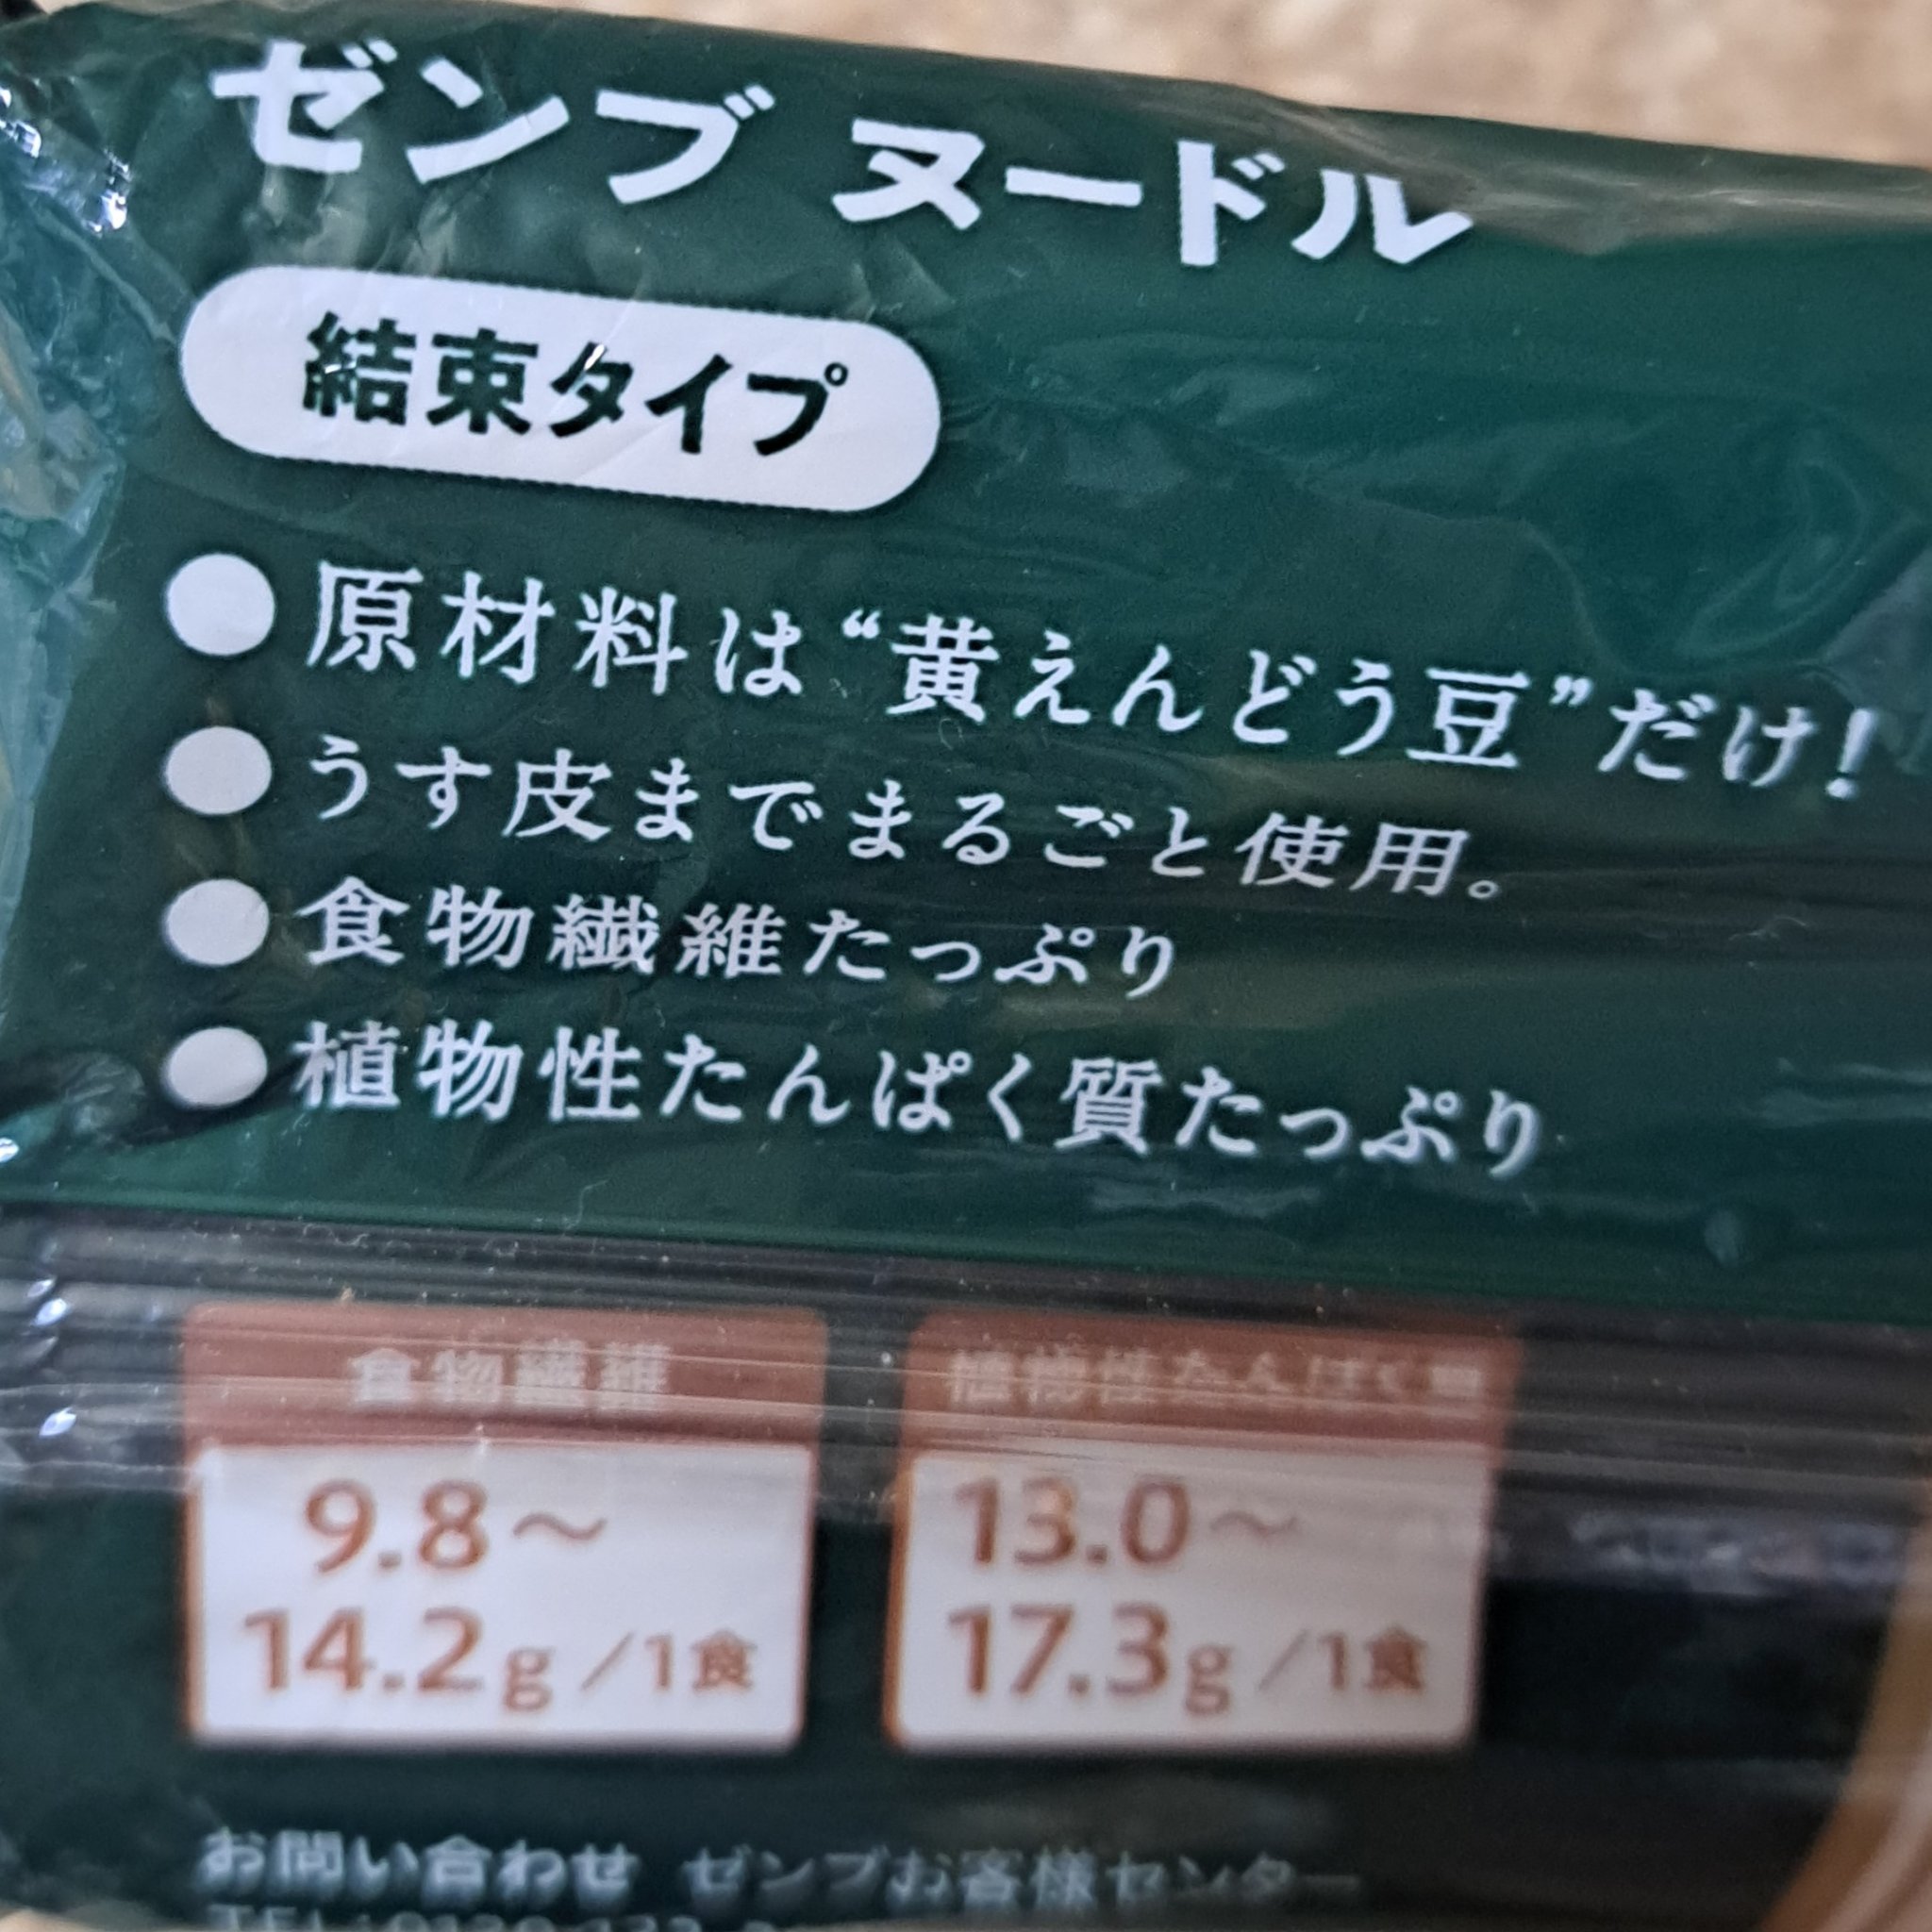 ゼンブ ヌードル
結束タイプ
●原材料は“黄えんどう豆”だけ!
●うす皮までまるごと使用。
●食物繊維たっぷり
●植物性たんぱく質たっぷり
食物繊維
9.8〜
14.2g/1食
植物性たんぱく質
13.0〜
17.3g/1食
お問い合わせ ゼンブお客様センター